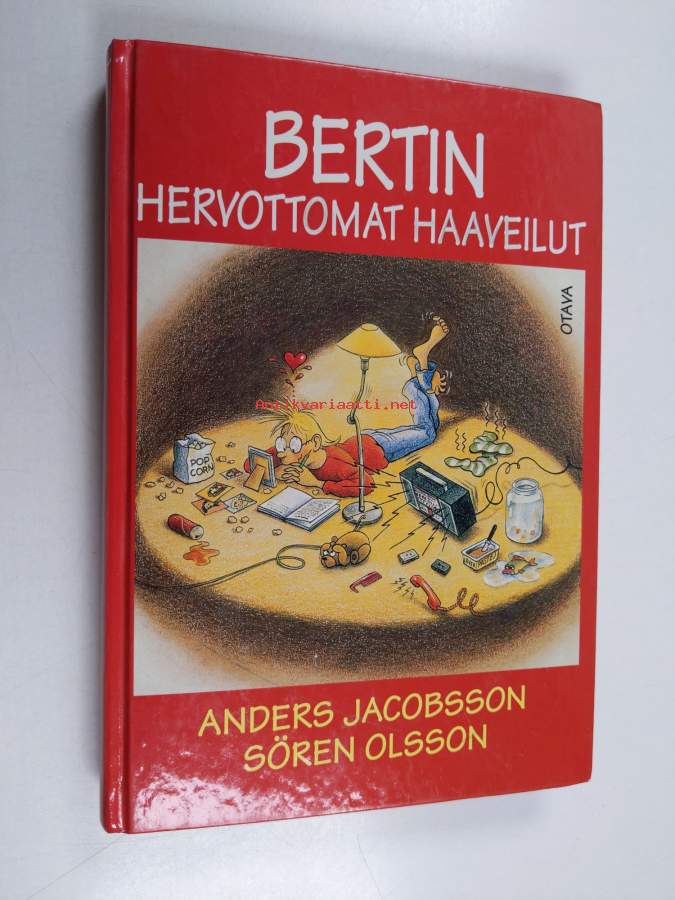 BERTIN
HERVOTTOMAT HAAVEILUT
OTAVA
Antikvariaatti.net
POP
CORN
ANDERS JACOBSSON
SÖREN OLSSON